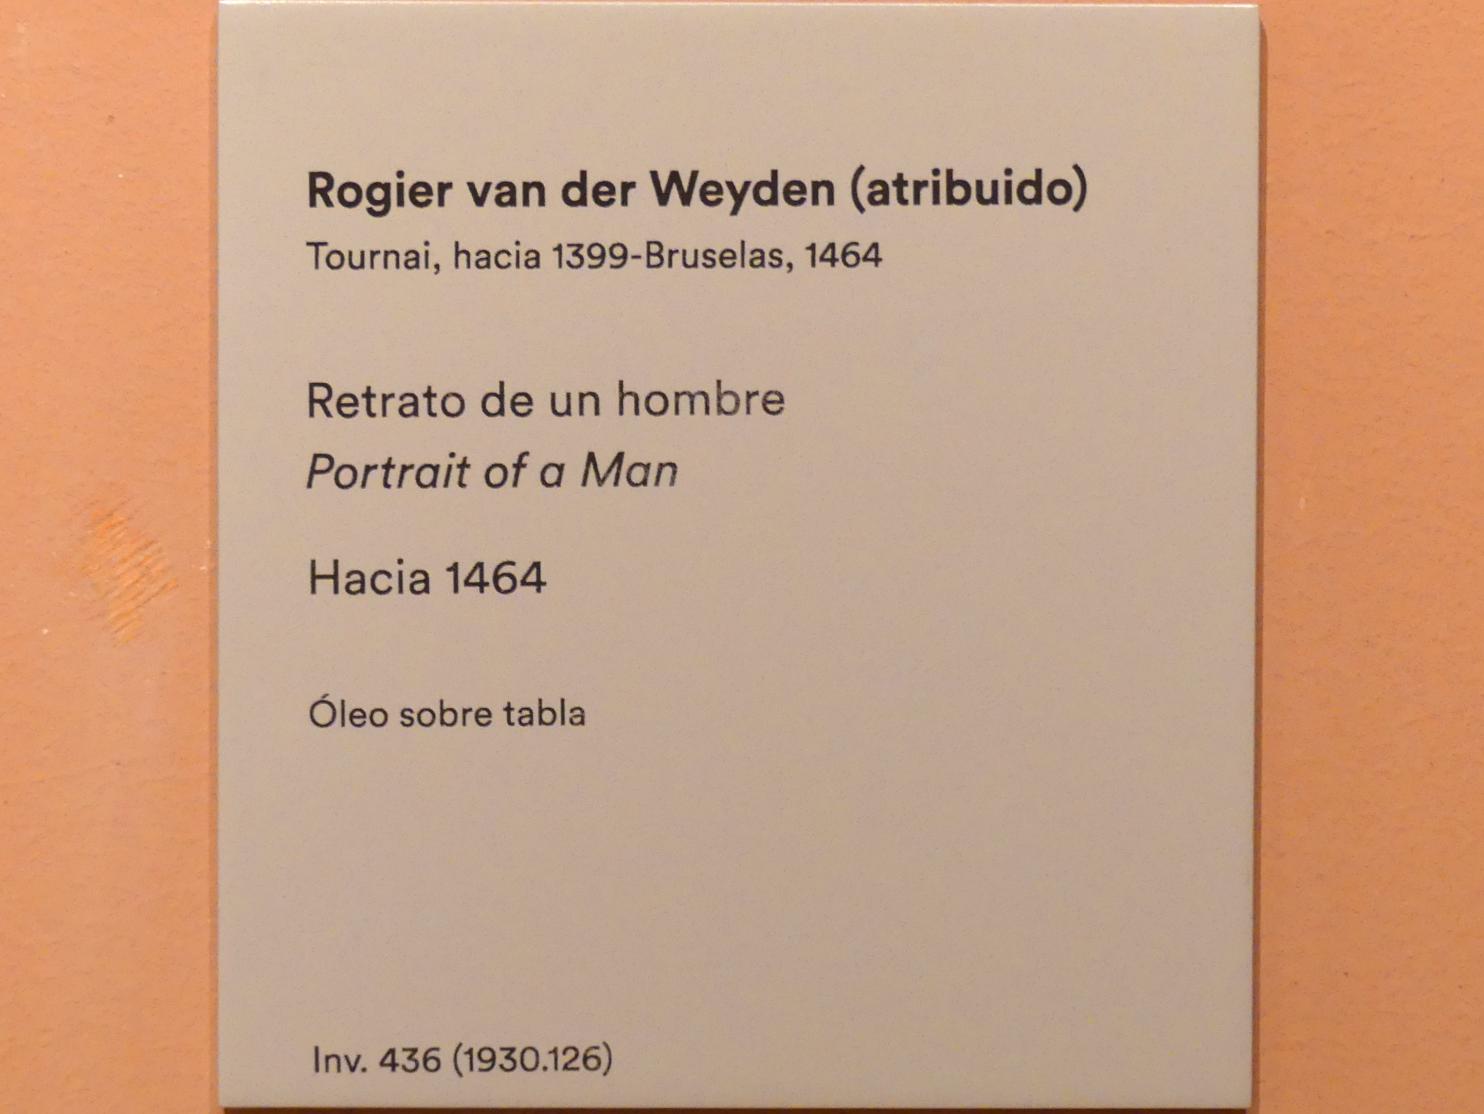 Rogier van der Weyden (atribuido)
Tournai, hacia 1399-Bruselas, 1464
Retrato de un hombre
Portrait of a Man
Hacia 1464
Óleo sobre tabla
Inv. 436 (1930.126)